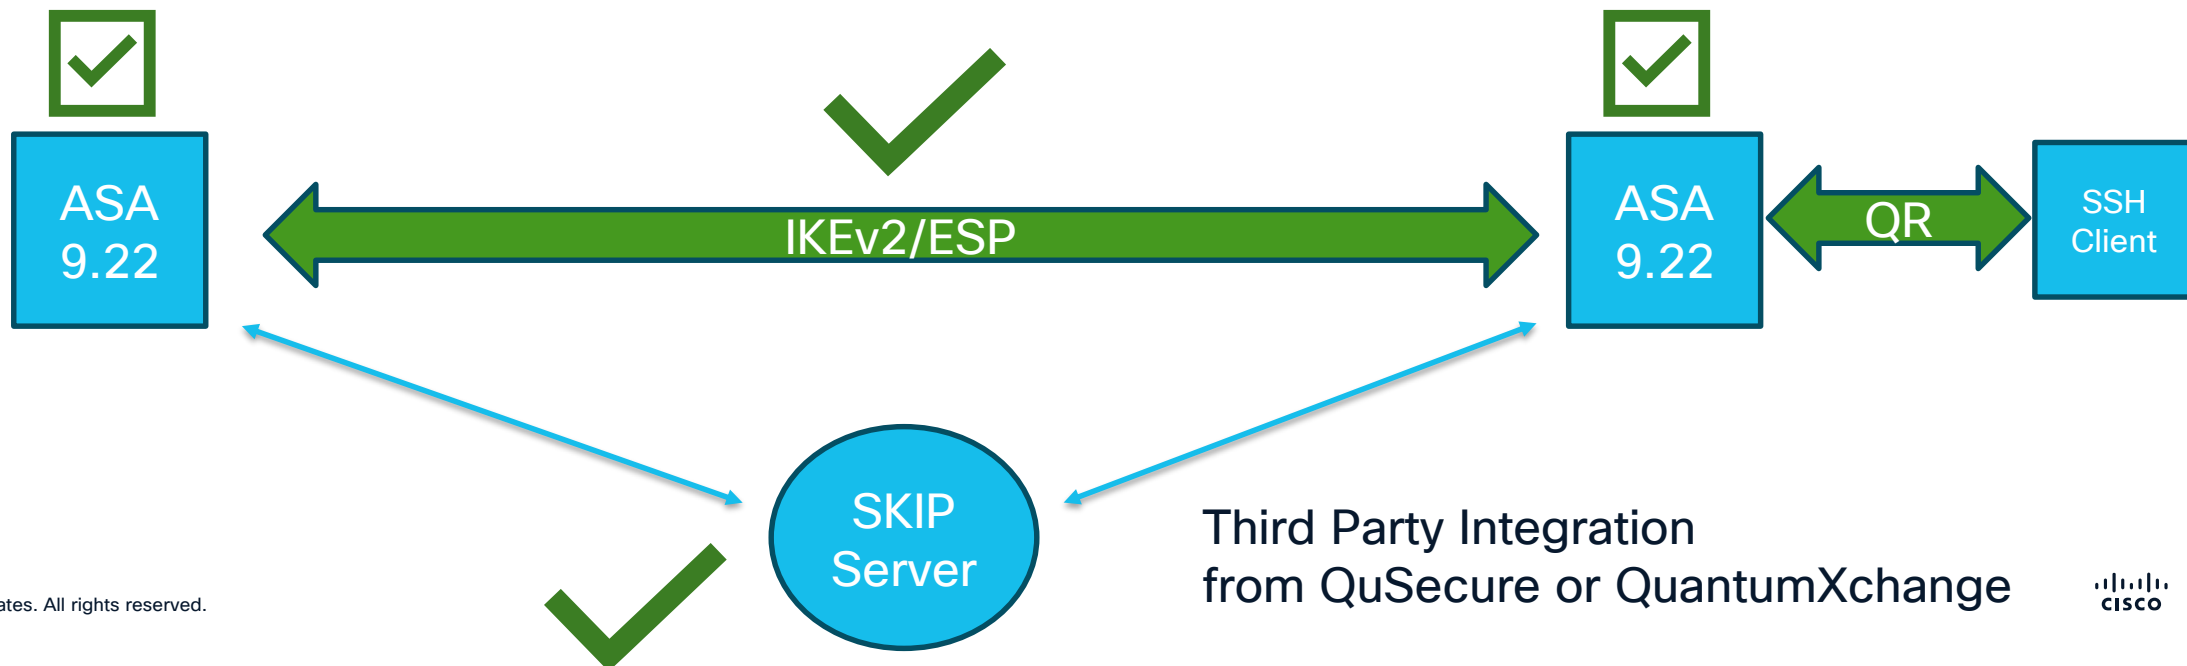 ASA
9.22
IKEv2/ESP
ASA
9.22
QR
SSH
Client
SKIP
Server
Third Party Integration
from QuSecure or QuantumXchange
ates. All rights reserved.
CISCO